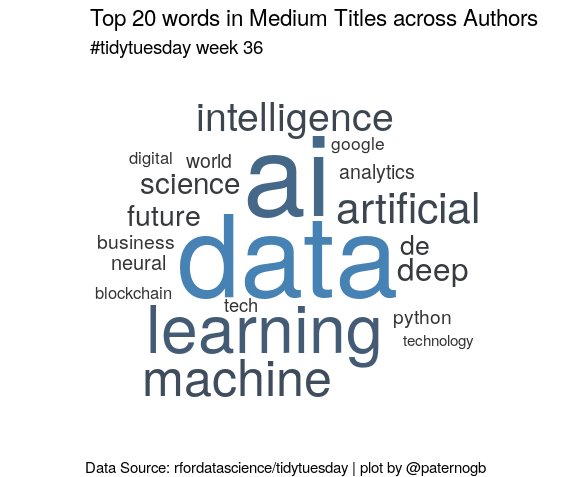 Top 20 words in Medium Titles across Authors
#tidytuesday week 36
intelligence
google
digital
world
ai
analytics
science
artificial
future
data
de
business
neural
deep
blockchain
tech
learning
python
technology
machine
Data Source: rfordatascience/tidytuesday | plot by @paternogb